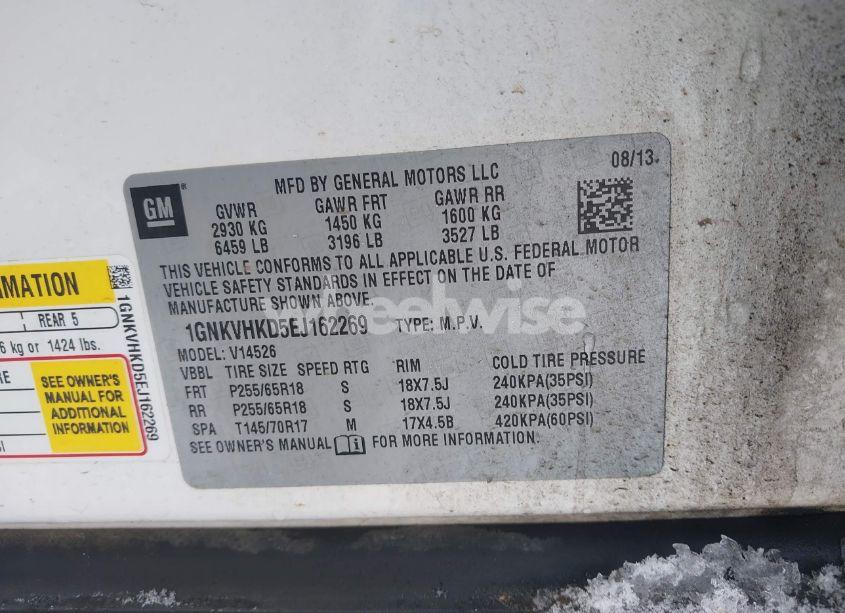 GM
MFD BY GENERAL MOTORS LLC
08/13
GVWR GAWR FRT GAWR RR
2930 KG 1450 KG 1600 KG
6459 LB 3196 LB 3527 LB
THIS VEHICLE CONFORMS TO ALL APPLICABLE U.S. FEDERAL MOTOR
VEHICLE SAFETY STANDARDS IN EFFECT ON THE DATE OF
MANUFACTURE SHOWN ABOVE.
1GNKVHKD5EJ162269 TYPE: M.P.V.
MODEL: V14526
VBBL TIRE SIZE SPEED RTG RIM COLD TIRE PRESSURE
FRT P255/65R18 S 18X7.5J 240KPA(35PSI)
RR P255/65R18 S 18X7.5J 240KPA(35PSI)
SPA T145/70R17 M 17X4.5B 420KPA(60PSI)
SEE OWNER'S MANUAL FOR MORE INFORMATION.
REAR 5
kg or 1424 lbs.
SEE OWNER'S
MANUAL FOR
ADDITIONAL
INFORMATION
1GNKVHKD5EJ162269
wheelwise